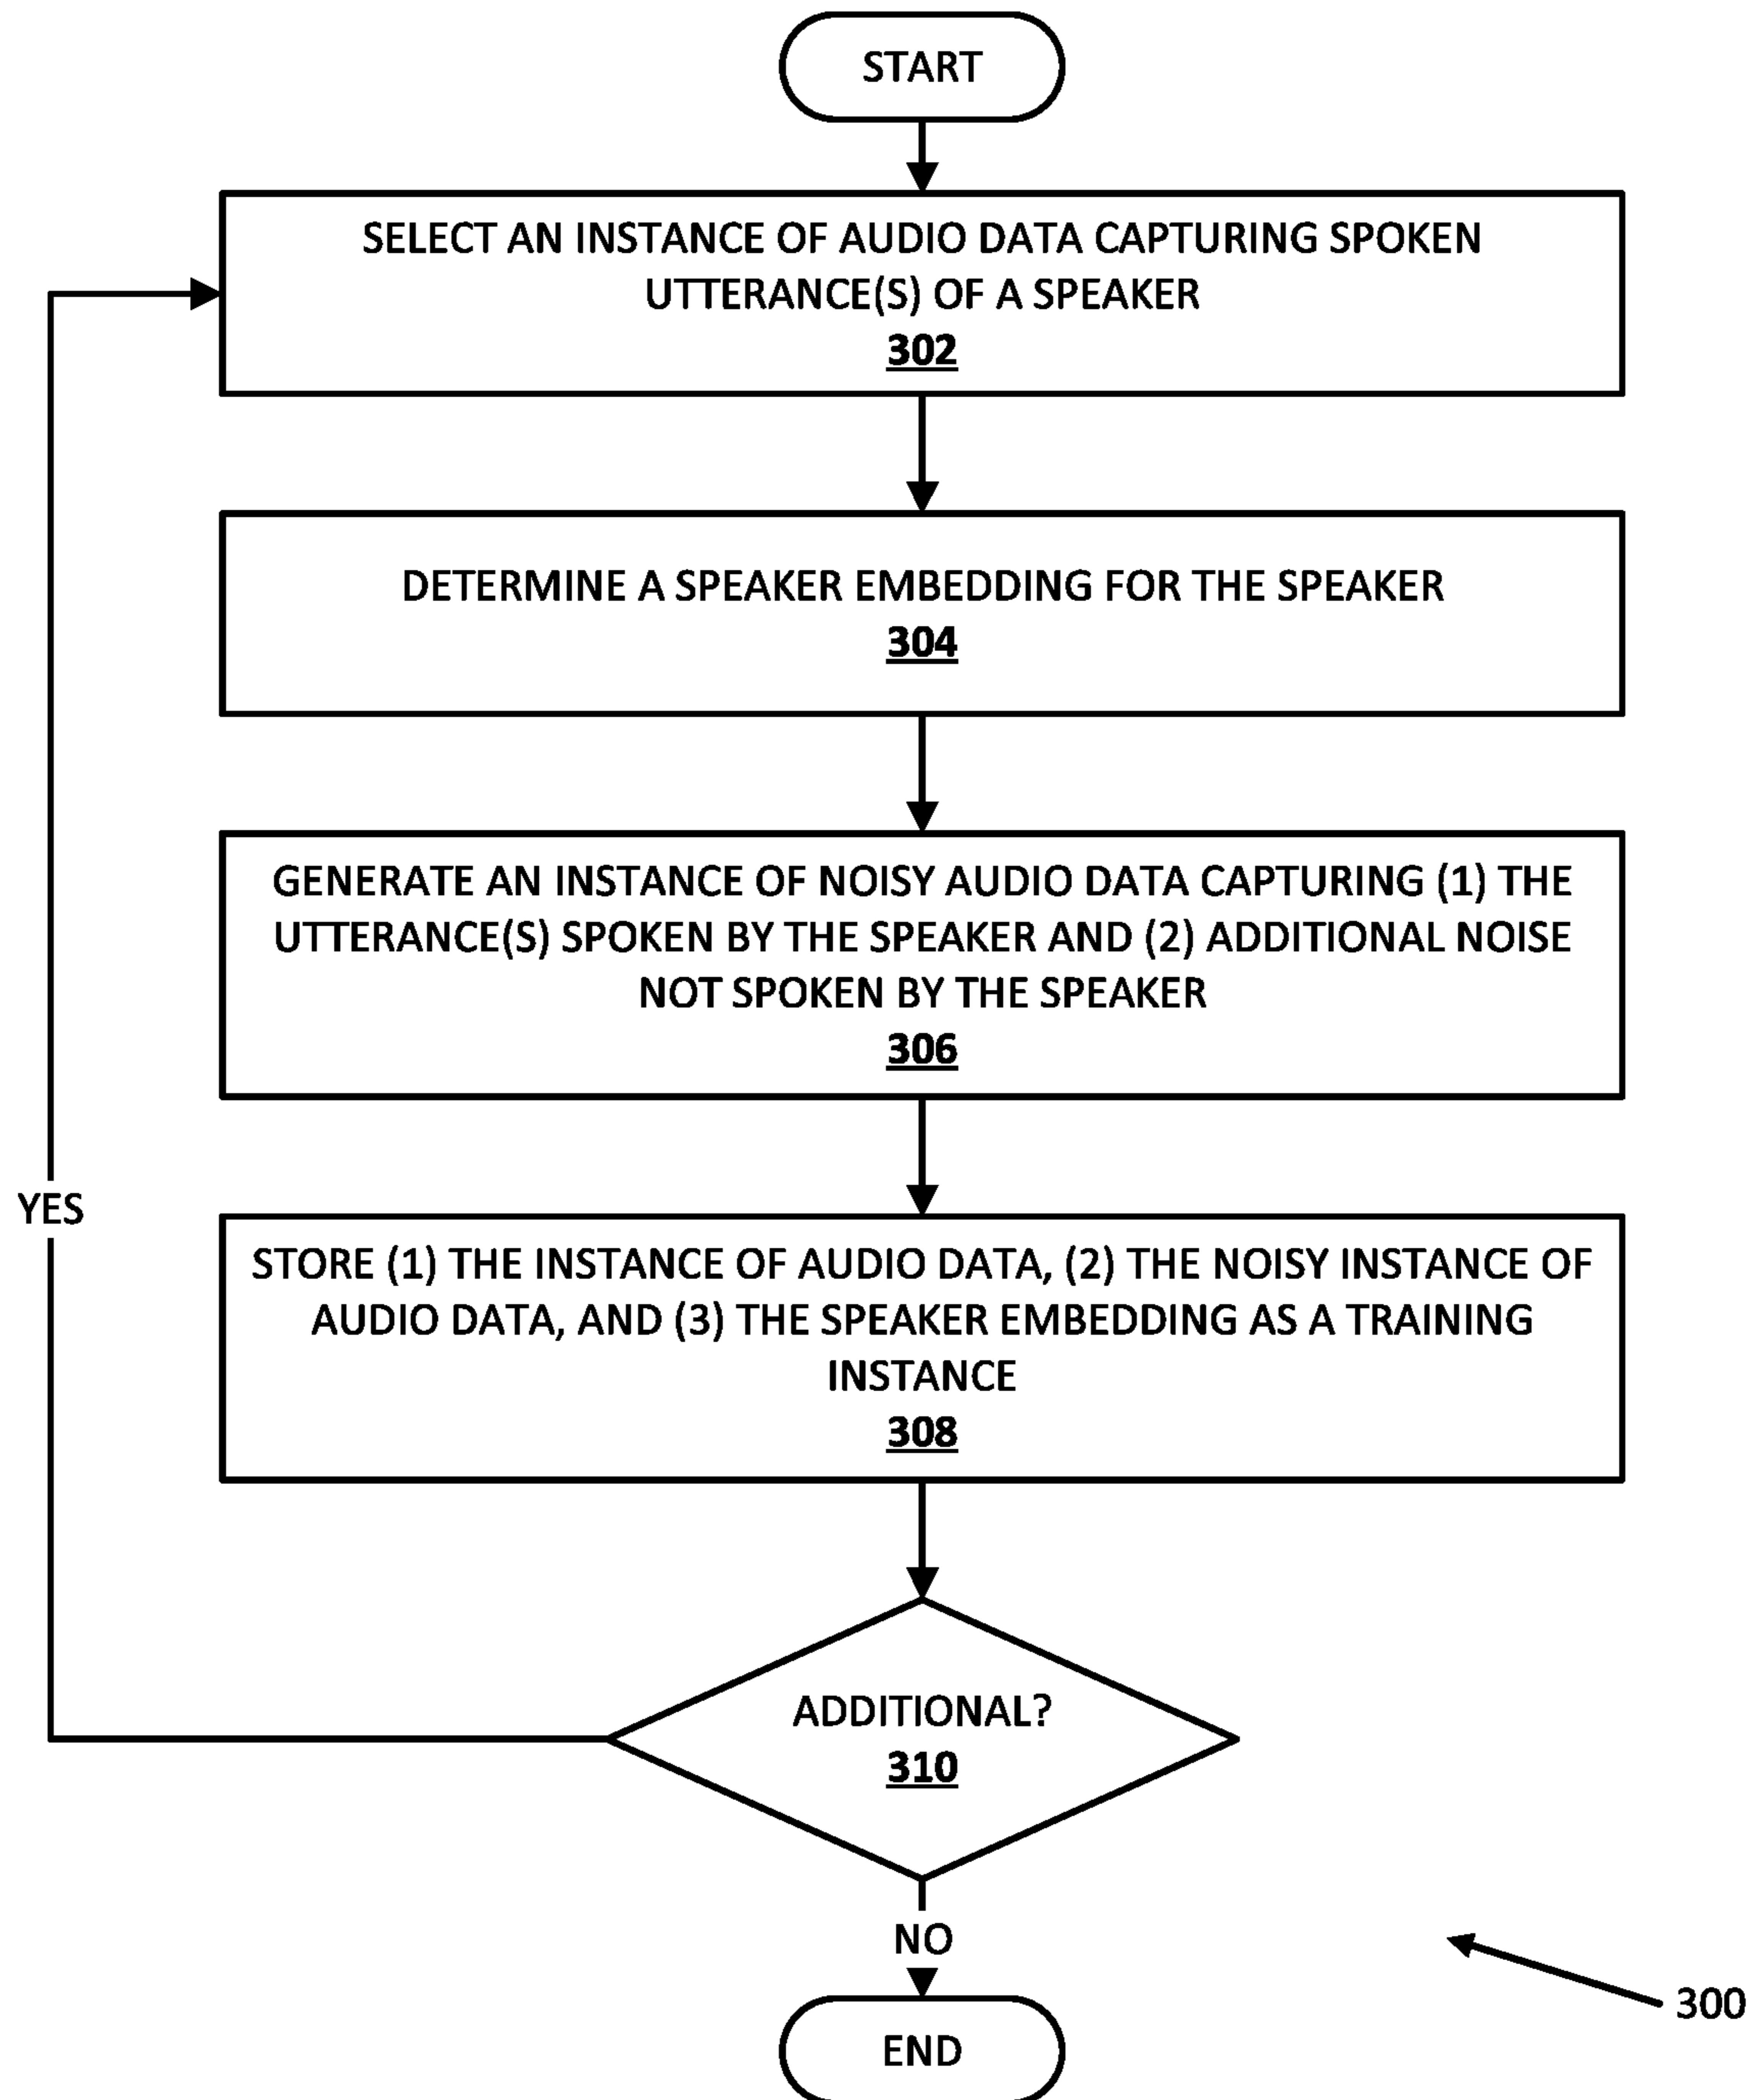 START
SELECT AN INSTANCE OF AUDIO DATA CAPTURING SPOKEN
UTTERANCE(S) OF A SPEAKER
302
DETERMINE A SPEAKER EMBEDDING FOR THE SPEAKER
304
GENERATE AN INSTANCE OF NOISY AUDIO DATA CAPTURING (1) THE
UTTERANCE(S) SPOKEN BY THE SPEAKER AND (2) ADDITIONAL NOISE
NOT SPOKEN BY THE SPEAKER
306
YES
STORE (1) THE INSTANCE OF AUDIO DATA, (2) THE NOISY INSTANCE OF
AUDIO DATA, AND (3) THE SPEAKER EMBEDDING AS A TRAINING
INSTANCE
308
ADDITIONAL?
310
NO
300
END